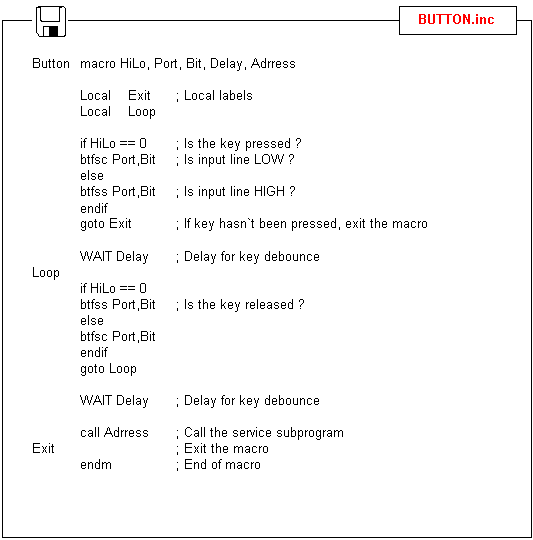 BUTTON.inc
Button macro HiLo, Port, Bit, Delay, Adrress
Local Exit ; Local labels
Local Loop
if HiLo == 0 ; Is the key pressed ?
btfsc Port,Bit ; Is input line LOW ?
else
btfss Port,Bit ; Is input line HIGH ?
endif
goto Exit ; If key hasn`t been pressed, exit the macro
WAIT Delay ; Delay for key debounce
Loop
if HiLo == 0
btfss Port,Bit ; Is the key released ?
else
btfsc Port,Bit
endif
goto Loop
WAIT Delay ; Delay for key debounce
call Adrress ; Call the service subprogram
Exit ; Exit the macro
endm ; End of macro